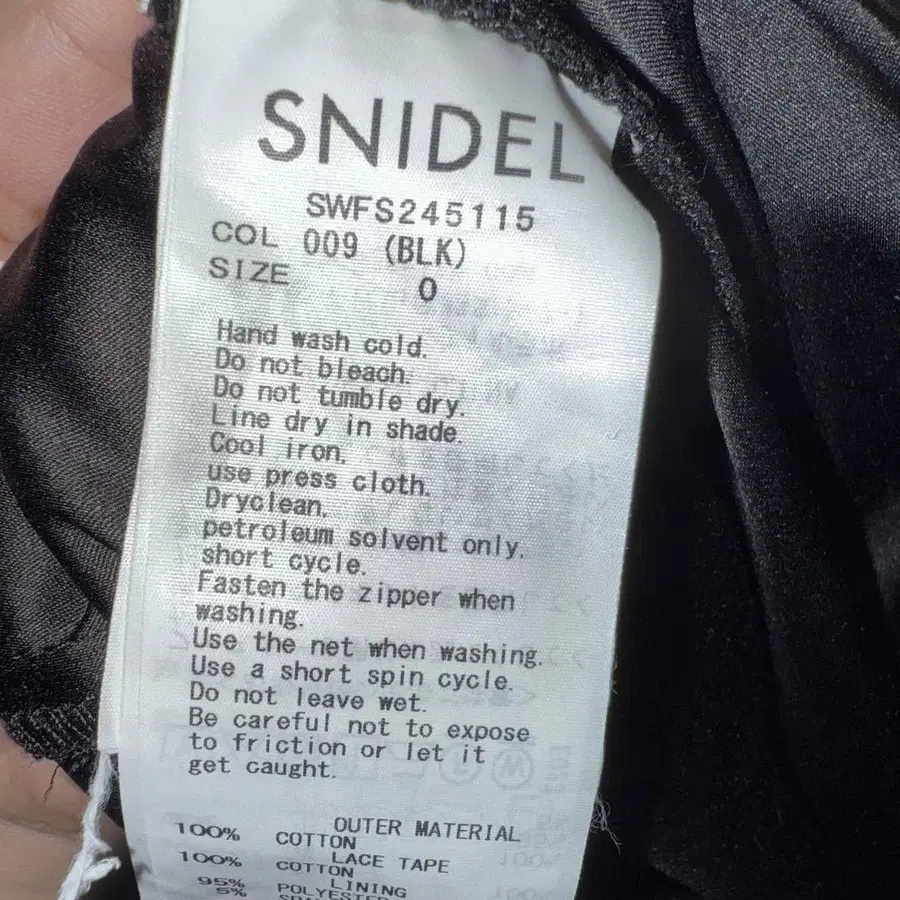 SNIDEL
SWFS245115
COL 009 (BLK)
SIZE 0
Hand wash cold.
Do not bleach.
Do not tumble dry.
Line dry in shade.
Cool iron.
use press cloth.
Dryclean.
petroleum solvent only.
short cycle.
Fasten the zipper when
washing.
Use the net when washing.
Use a short spin cycle.
Do not leave wet.
Be careful not to expose
to friction or let it
get caught.
OUTER MATERIAL
100% COTTON
LACE TAPE
100% COTTON
LINING
95% POLYESTER
5%